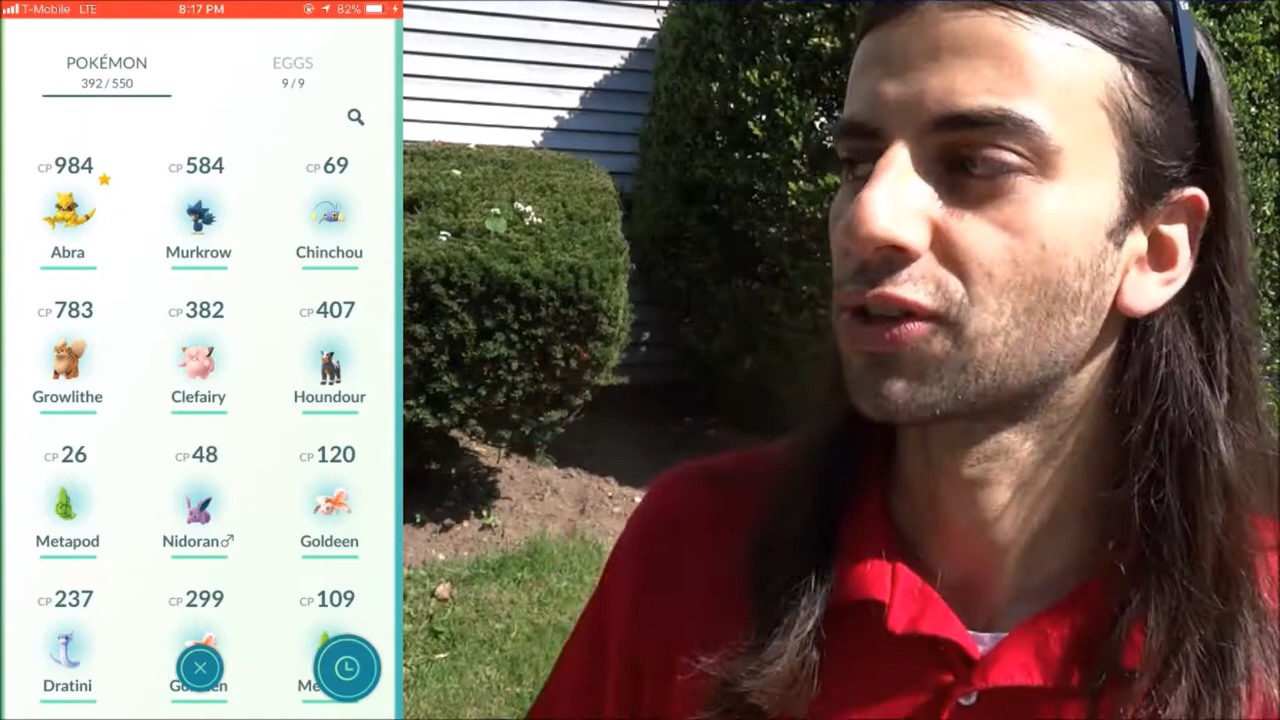 T-Mobile LTE 8:17 PM 82%
POKÉMON EGGS
392 / 550 9 / 9
CP 984 CP 584 CP 69
Abra Murkrow Chinchou
CP 783 CP 382 CP 407
Growlithe Clefairy Houndour
CP 26 CP 48 CP 120
Metapod Nidoran♂ Goldeen
CP 237 CP 299 CP 109
Dratini